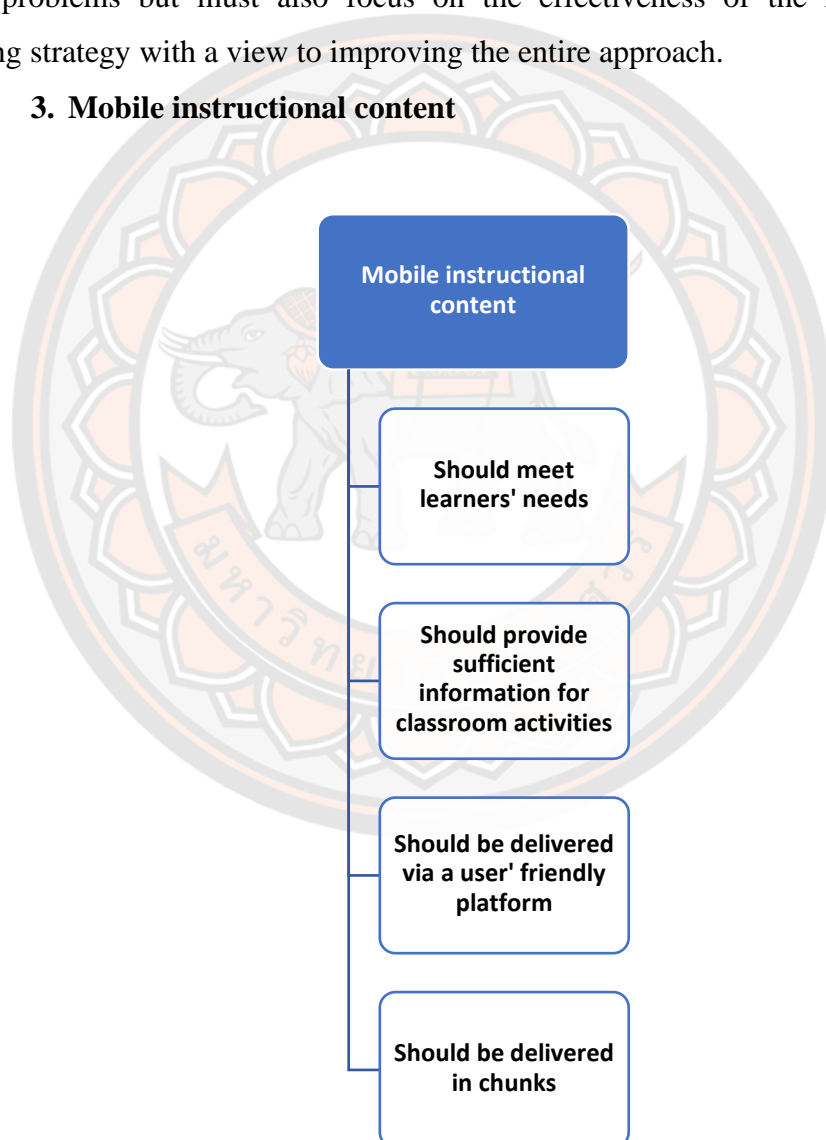 problems but must also focus on the effectiveness of the
ng strategy with a view to improving the entire approach.
3. Mobile instructional content
Mobile instructional
content
Should meet
learners' needs
Should provide
sufficient
information for
classroom activities
Should be delivered
via a user' friendly
platform
Should be delivered
in chunks